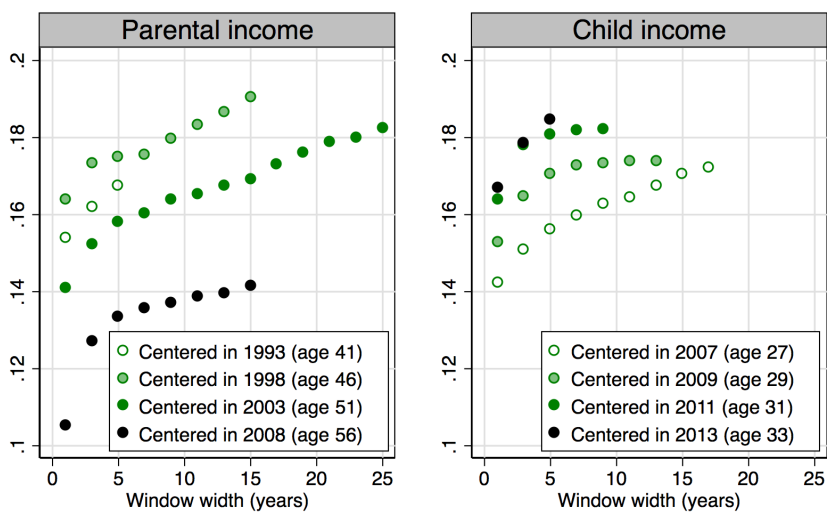 Parental income
.2
.18
.16
.14
.12
.1
Centered in 1993 (age 41)
Centered in 1998 (age 46)
Centered in 2003 (age 51)
Centered in 2008 (age 56)
0 5 10 15 20 25
Window width (years)
Child income
.2
.18
.16
.14
.12
.1
Centered in 2007 (age 27)
Centered in 2009 (age 29)
Centered in 2011 (age 31)
Centered in 2013 (age 33)
0 5 10 15 20 25
Window width (years)